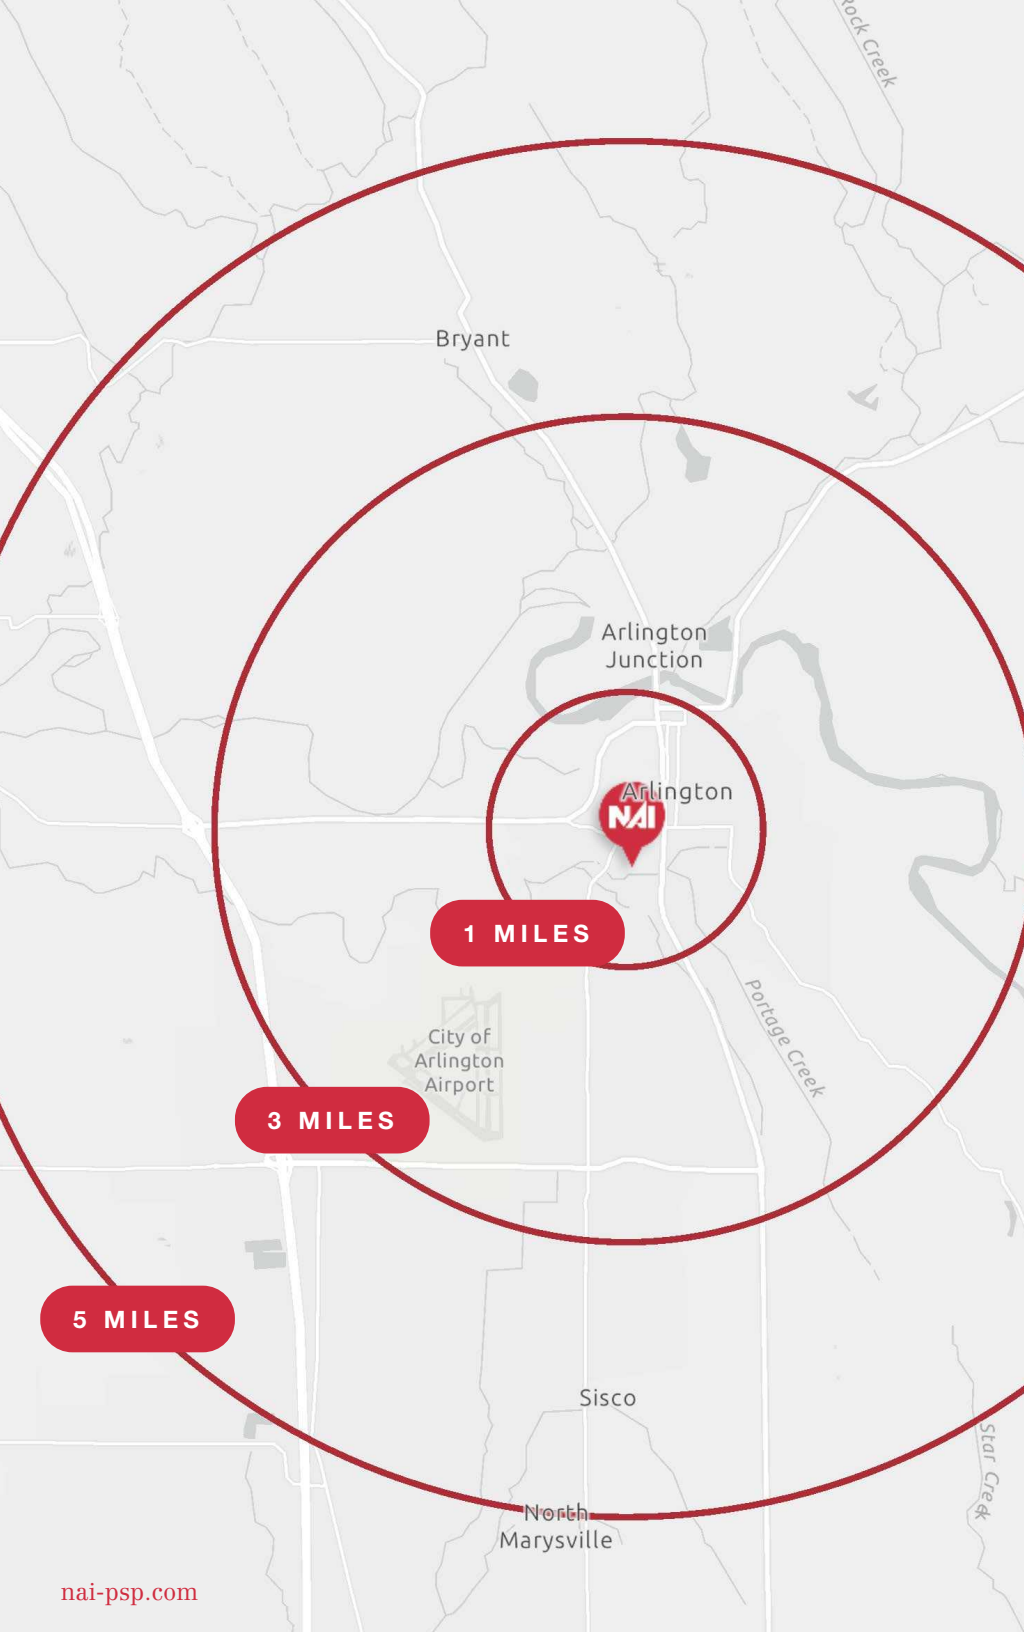 Rock Creek
Bryant
Arlington
Junction
Arlington
NAI
1 MILES
Portage Creek
City of
Arlington
Airport
3 MILES
5 MILES
Sisco
Star Creek
North
Marysville
nai-psp.com